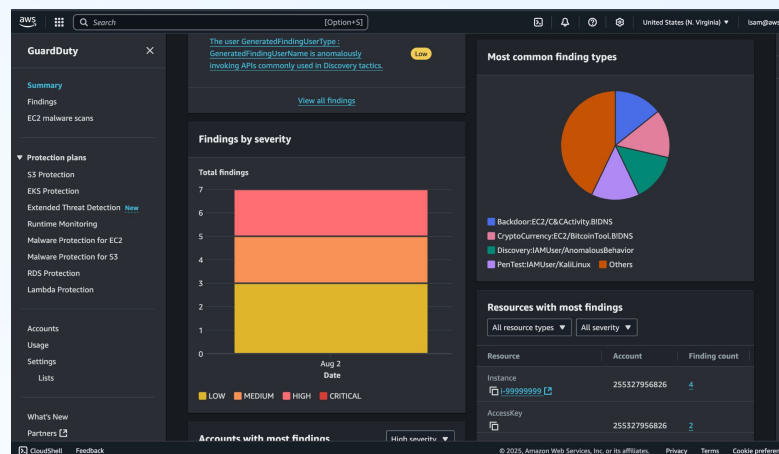 aws
Search
[Option+S]
United States (N. Virginia)
lsam@aws
GuardDuty
Summary
Findings
EC2 malware scans
Protection plans
S3 Protection
EKS Protection
Extended Threat Detection New
Runtime Monitoring
Malware Protection for EC2
Malware Protection for S3
RDS Protection
Lambda Protection
Accounts
Usage
Settings
Lists
What's New
Partners
The user GeneratedFindingUserType :
GeneratedFindingUserName is anomalously
invoking APIs commonly used in Discovery tactics.
Low
View all findings
Findings by severity
Total findings
7
6
5
4
3
2
1
0
Aug 2
Date
LOW MEDIUM HIGH CRITICAL
Accounts with most findings
High severity
Most common finding types
Backdoor:EC2/C&CActivity.B!DNS
CryptoCurrency:EC2/BitcoinTool.B!DNS
Discovery:IAMUser/AnomalousBehavior
PenTest:IAMUser/KaliLinux Others
Resources with most findings
All resource types All severity
Resource Account Finding count
Instance
i-99999999 255327956826 4
AccessKey
255327956826 2
CloudShell Feedback
© 2025, Amazon Web Services, Inc. or its affiliates. Privacy Terms Cookie prefere